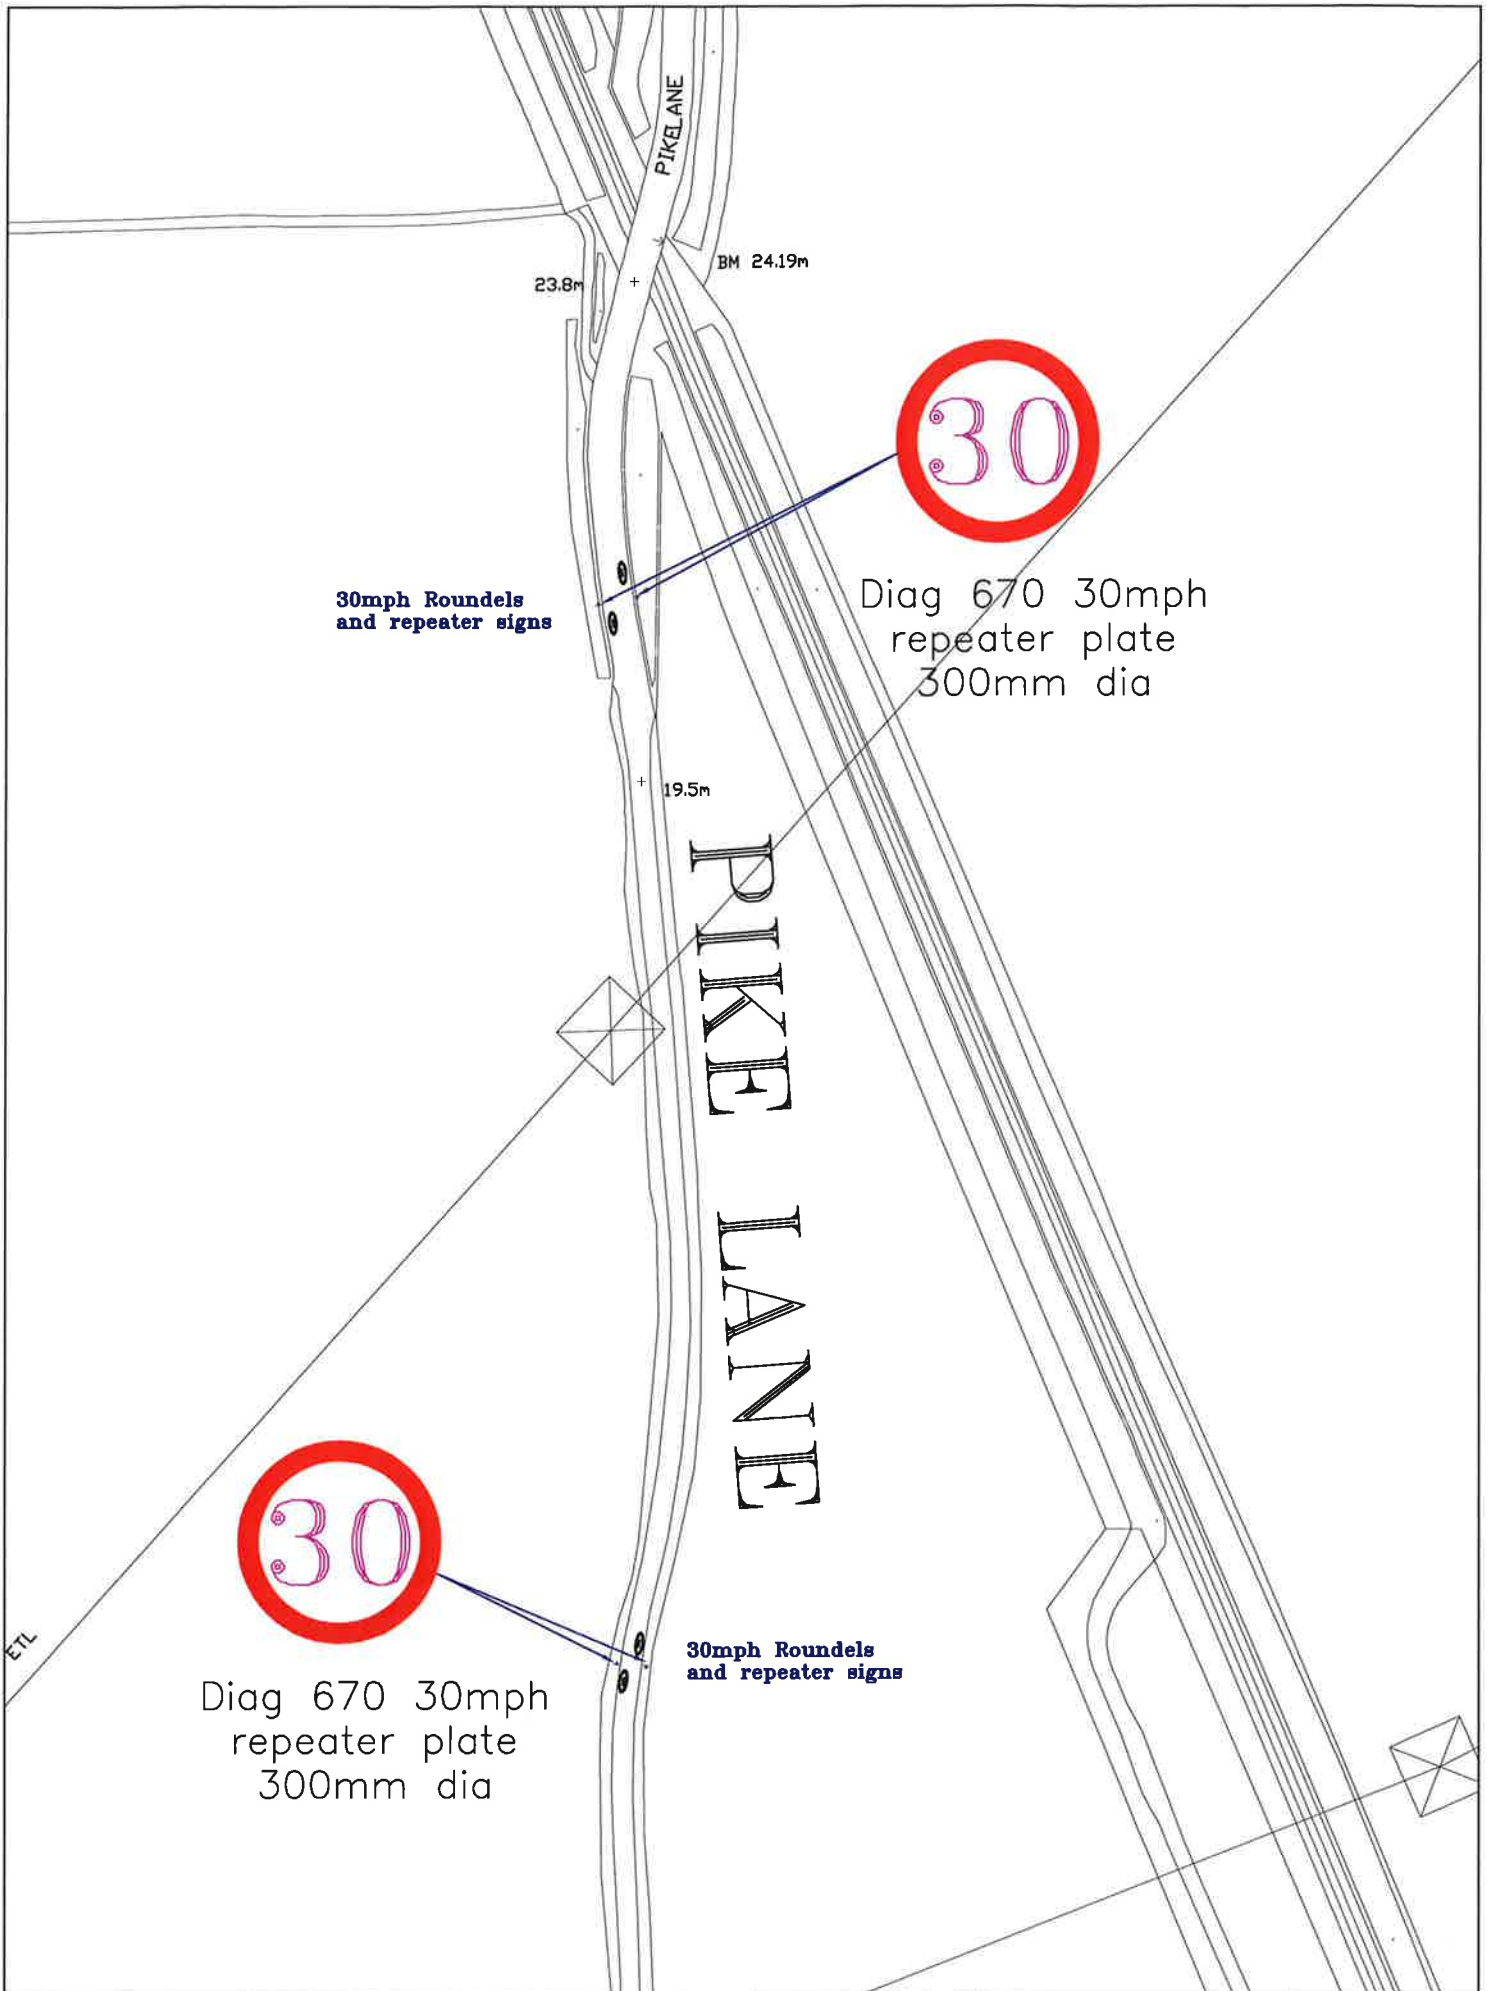 PIKELANE
BM 24.19m
23.8m
30
30mph Roundels
and repeater signs
Diag 670 30mph
repeater plate
300mm dia
19.5m
PIKE LANE
30
ETL
30mph Roundels
and repeater signs
Diag 670 30mph
repeater plate
300mm dia